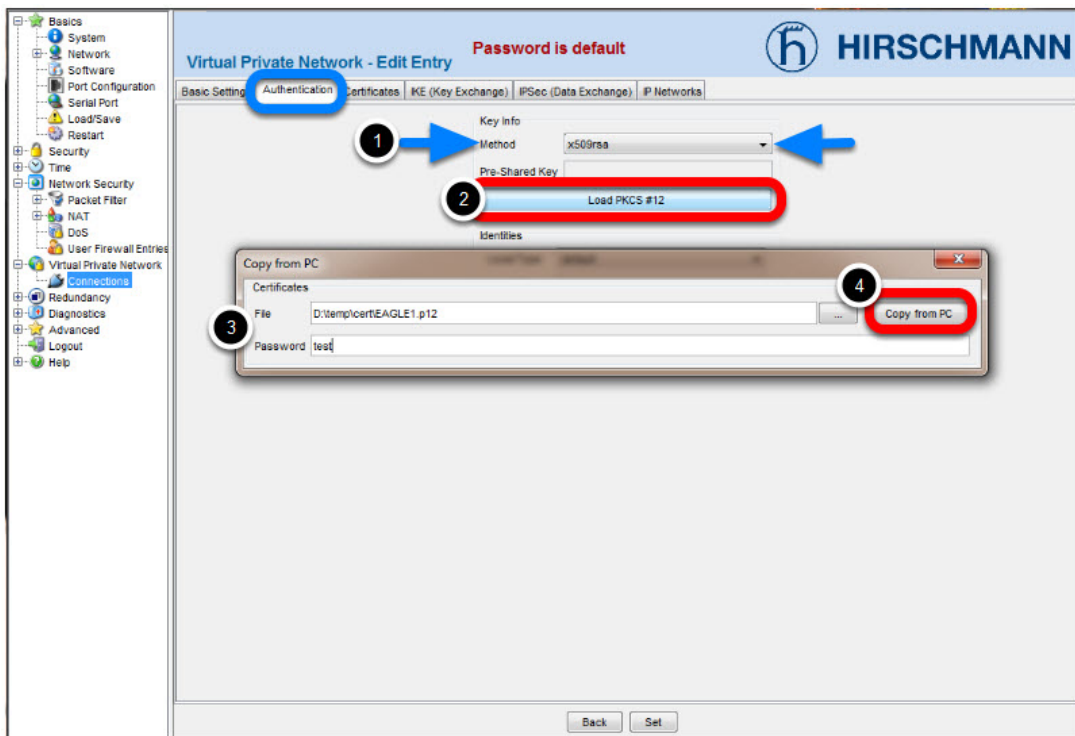 Basics
System
Network
Software
Port Configuration
Serial Port
Load/Save
Restart
Security
Time
Network Security
Packet Filter
NAT
DoS
User Firewall Entries
Virtual Private Network
Connections
Redundancy
Diagnostics
Advanced
Logout
Help
Virtual Private Network - Edit Entry
Password is default
HIRSCHMANN
Basic Setting Authentication Certificates IKE (Key Exchange) IPSec (Data Exchange) IP Networks
Key Info
1 Method x509rsa
Pre-Shared Key
2 Load PKCS #12
Identities
Copy from PC
Certificates
4
File D:\temp\cert\EAGLE1.p12 ... Copy from PC
3
Password test
Back Set